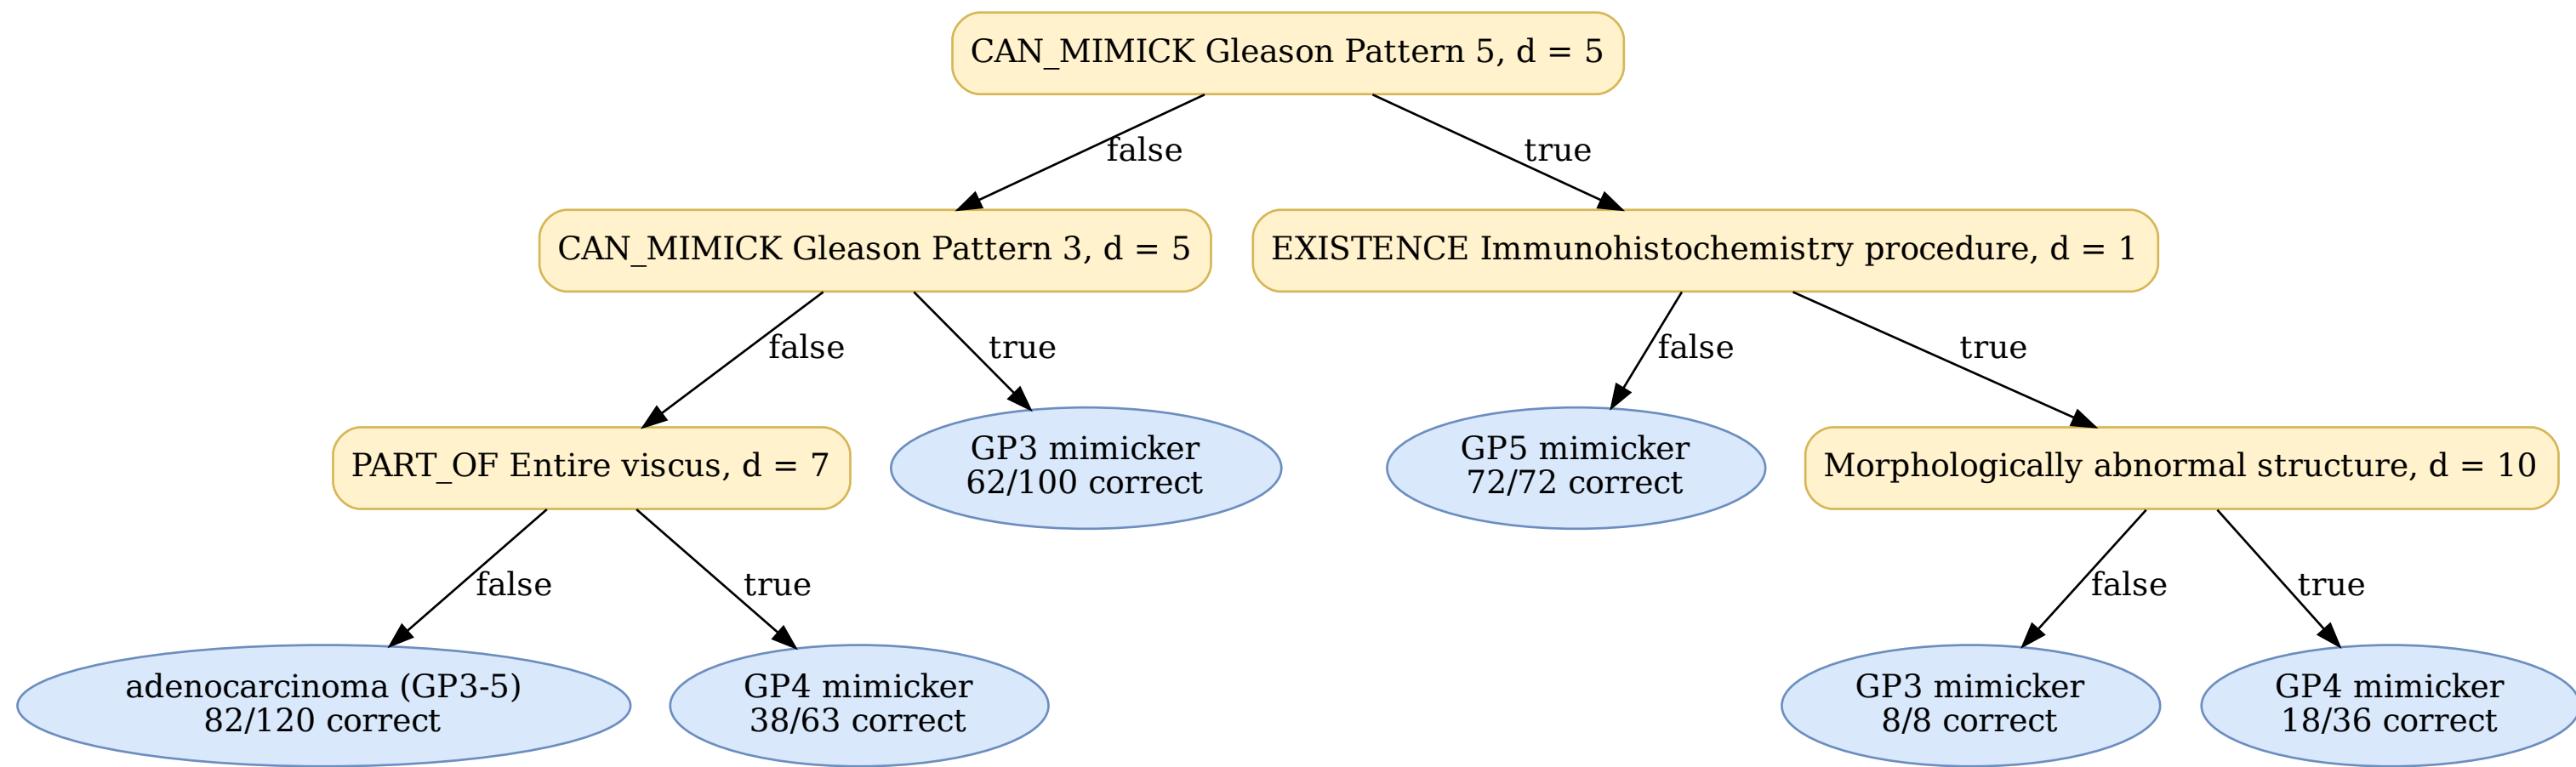 CAN_MIMICK Gleason Pattern 5, d = 5
false
true
CAN_MIMICK Gleason Pattern 3, d = 5
EXISTENCE Immunohistochemistry procedure, d = 1
false
true
false
true
PART_OF Entire viscus, d = 7
GP3 mimicker
62/100 correct
GP5 mimicker
72/72 correct
Morphologically abnormal structure, d = 10
false
true
false
true
adenocarcinoma (GP3-5)
82/120 correct
GP4 mimicker
38/63 correct
GP3 mimicker
8/8 correct
GP4 mimicker
18/36 correct